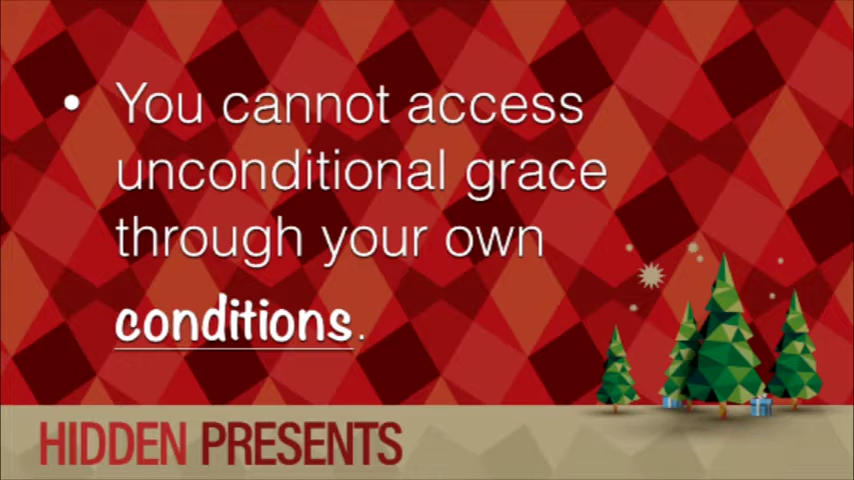 • You cannot access
unconditional grace
through your own
conditions.
HIDDEN PRESENTS